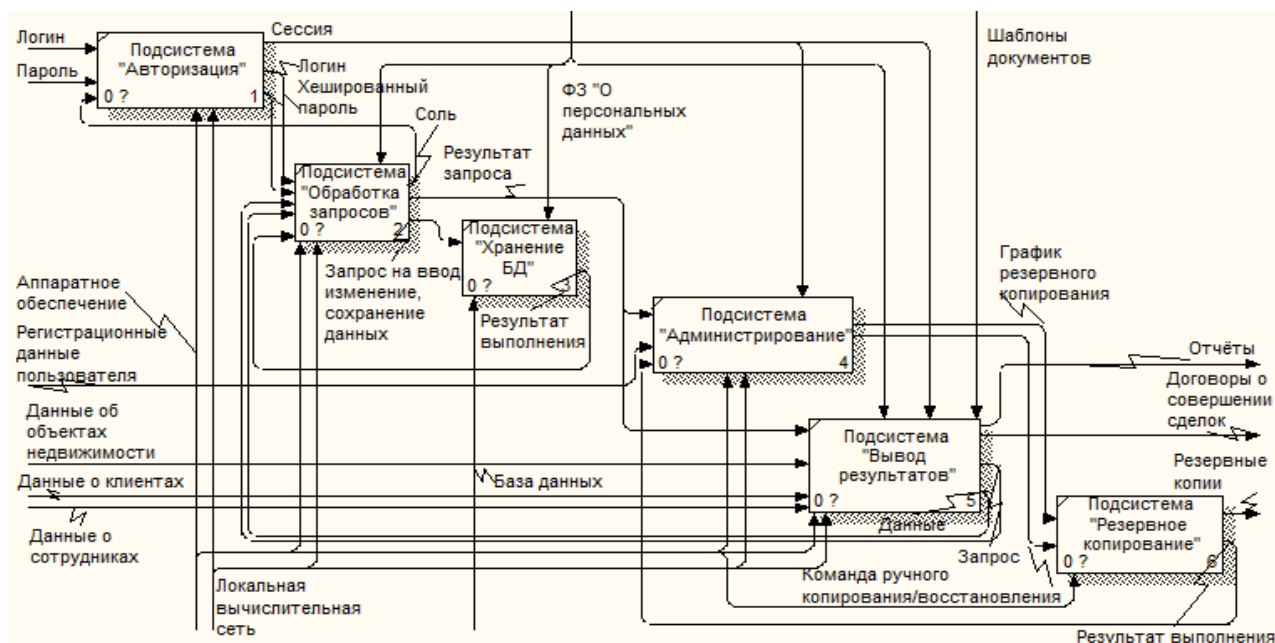 Логин
Пароль
Подсистема
"Авторизация"
0 ?
1
Сессия
Логин
Хешированный
пароль
Соль
ФЗ "О
персональных
данных"
Шаблоны
документов
Подсистема
"Обработка
запросов"
0 ?
2
Результат
запроса
Подсистема
"Хранение
БД"
0 ?
3
Запрос на ввод
изменение,
сохранение
данных
Результат
выполнения
Аппаратное
обеспечение
Регистрационные
данные
пользователя
Данные об
объектах
недвижимости
Данные о клиентах
Данные о
сотрудниках
База данных
Локальная
вычислительная
сеть
Подсистема
"Администрирование"
0 ?
4
График
резервного
копирования
Подсистема
"Вывод
результатов"
0 ?
5
Отчёты
Договоры о
совершении
сделок
Резервные
копии
Данные
Запрос
Подсистема
"Резервное
копирование"
0 ?
6
Команда ручного
копирования/восстановления
Результат выполнения